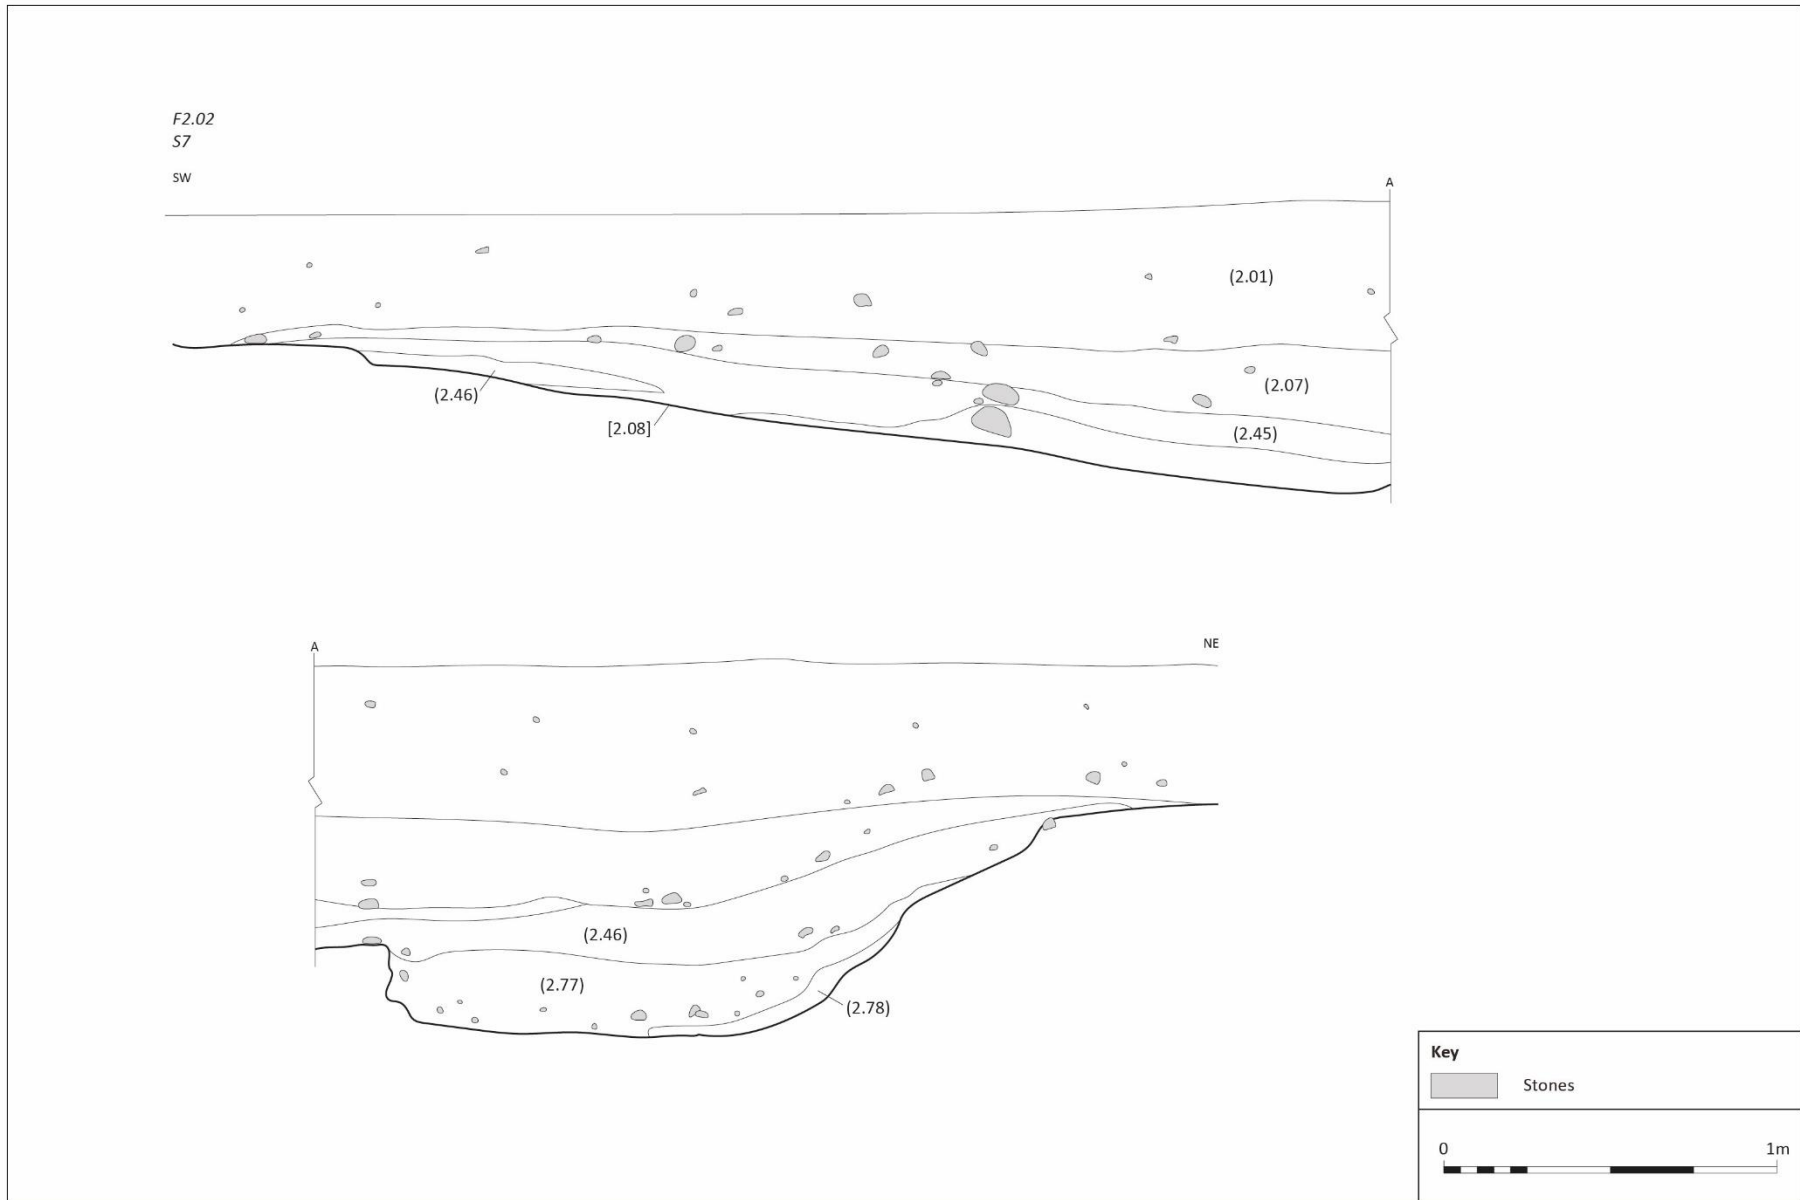 F2.02
S7
SW
A
(2.01)
(2.07)
(2.46)
[2.08]
(2.45)
A
NE
(2.46)
(2.77)
(2.78)
Key
Stones
0 1m